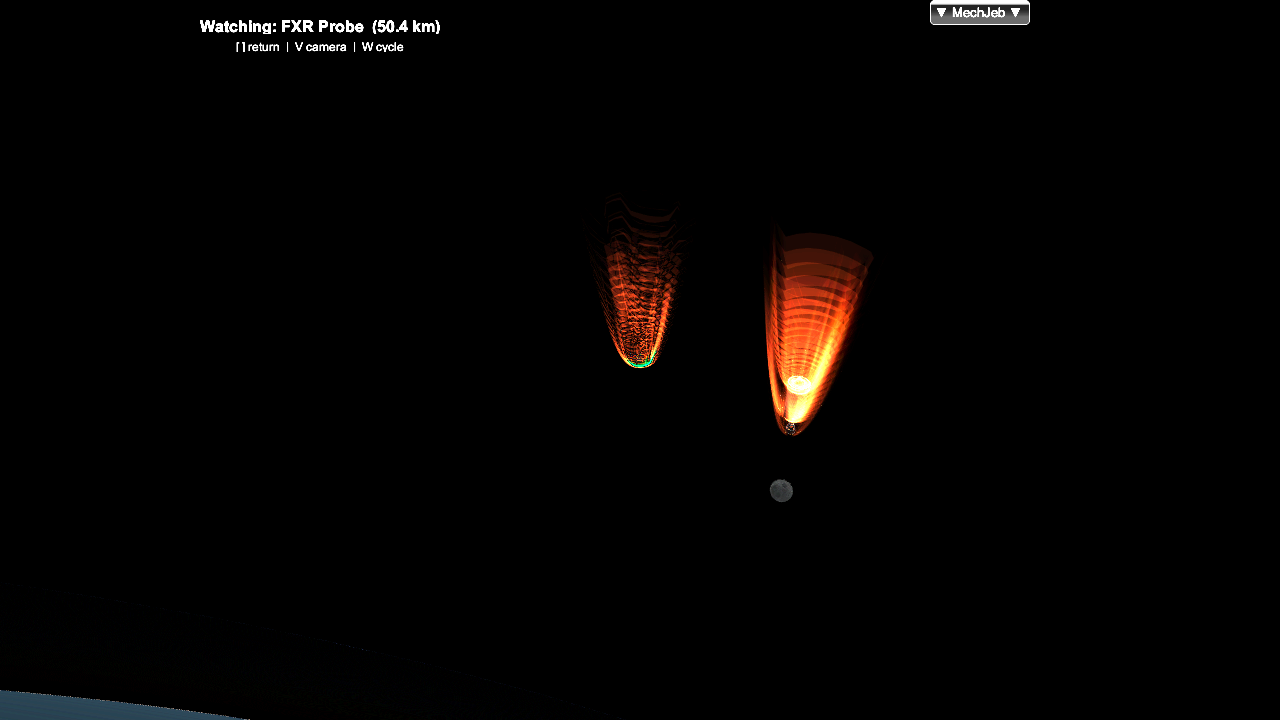 Watching: FXR Probe (50.4 km)
[ ] return | V camera | W cycle
▼ MechJeb ▼